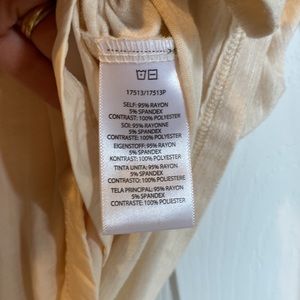 17513/17513P
SELF: 95% RAYON
5% SPANDEX
CONTRAST: 100% POLYESTER
SOI: 95% RAYONNE
5% SPANDEX
CONTRASTE: 100% POLYESTER
EIGENSTOFF: 95% RAYON
5% SPANDEX
KONTRAST: 100% POLYESTER
TINTA UNITA: 95% RAYON
5% SPANDEX
CONTRASTO: 100% POLIESTERE
TELA PRINCIPAL: 95% RAYON
5% SPANDEX
CONTRASTE: 100% POLIESTER